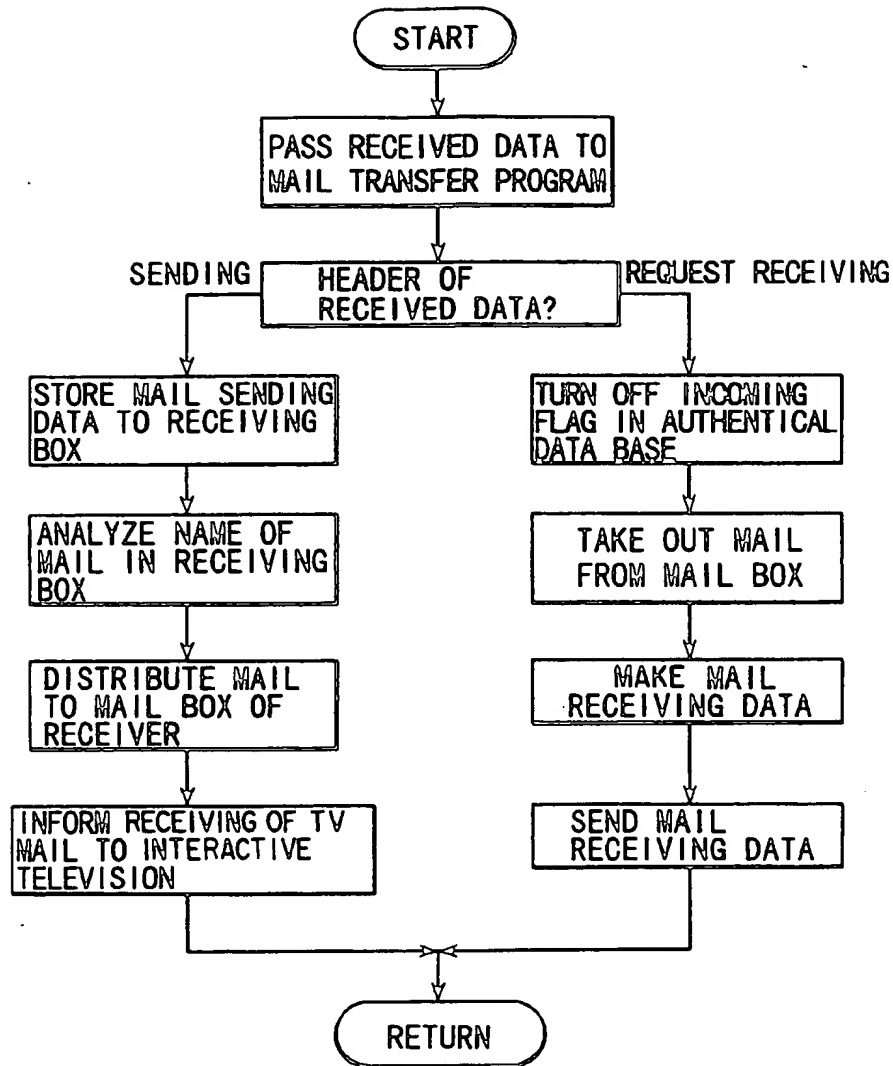 START
PASS RECEIVED DATA TO
MAIL TRANSFER PROGRAM
SENDING
HEADER OF
RECEIVED DATA?
REQUEST RECEIVING
STORE MAIL SENDING
DATA TO RECEIVING
BOX
ANALYZE NAME OF
MAIL IN RECEIVING
BOX
DISTRIBUTE MAIL
TO MAIL BOX OF
RECEIVER
INFORM RECEIVING OF TV
MAIL TO INTERACTIVE
TELEVISION
TURN OFF INCOMING
FLAG IN AUTHENTICAL
DATA BASE
TAKE OUT MAIL
FROM MAIL BOX
MAKE MAIL
RECEIVING DATA
SEND MAIL
RECEIVING DATA
RETURN